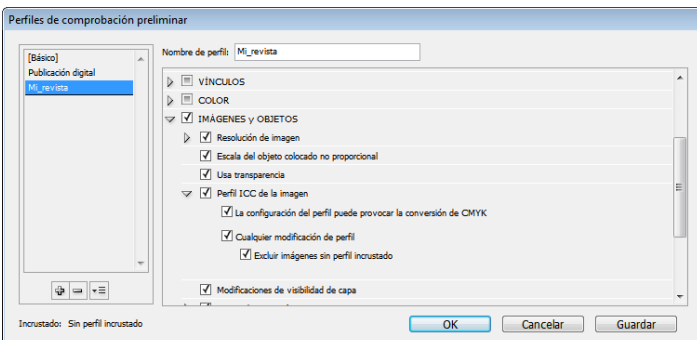 Perfiles de comprobación preliminar
[Básico]
Publicación digital
Mi_revista
Nombre de perfil: Mi_revista
VÍNCULOS
COLOR
IMÁGENES y OBJETOS
Resolución de imagen
Escala del objeto colocado no proporcional
Usa transparencia
Perfil ICC de la imagen
La configuración del perfil puede provocar la conversión de CMYK
Cualquier modificación de perfil
Excluir imágenes sin perfil incrustado
Modificaciones de visibilidad de capa
Incrustado: Sin perfil incrustado
OK
Cancelar
Guardar